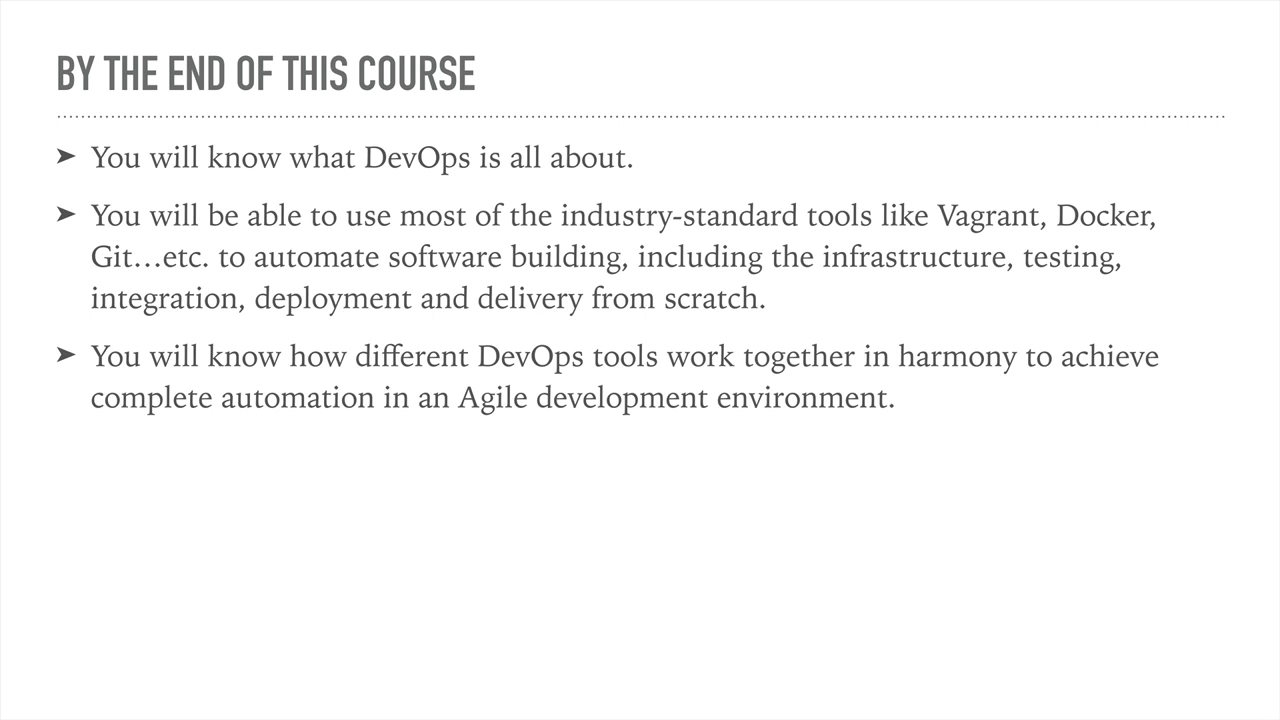 BY THE END OF THIS COURSE
➤ You will know what DevOps is all about.
➤ You will be able to use most of the industry-standard tools like Vagrant, Docker,
Git…etc. to automate software building, including the infrastructure, testing,
integration, deployment and delivery from scratch.
➤ You will know how different DevOps tools work together in harmony to achieve
complete automation in an Agile development environment.